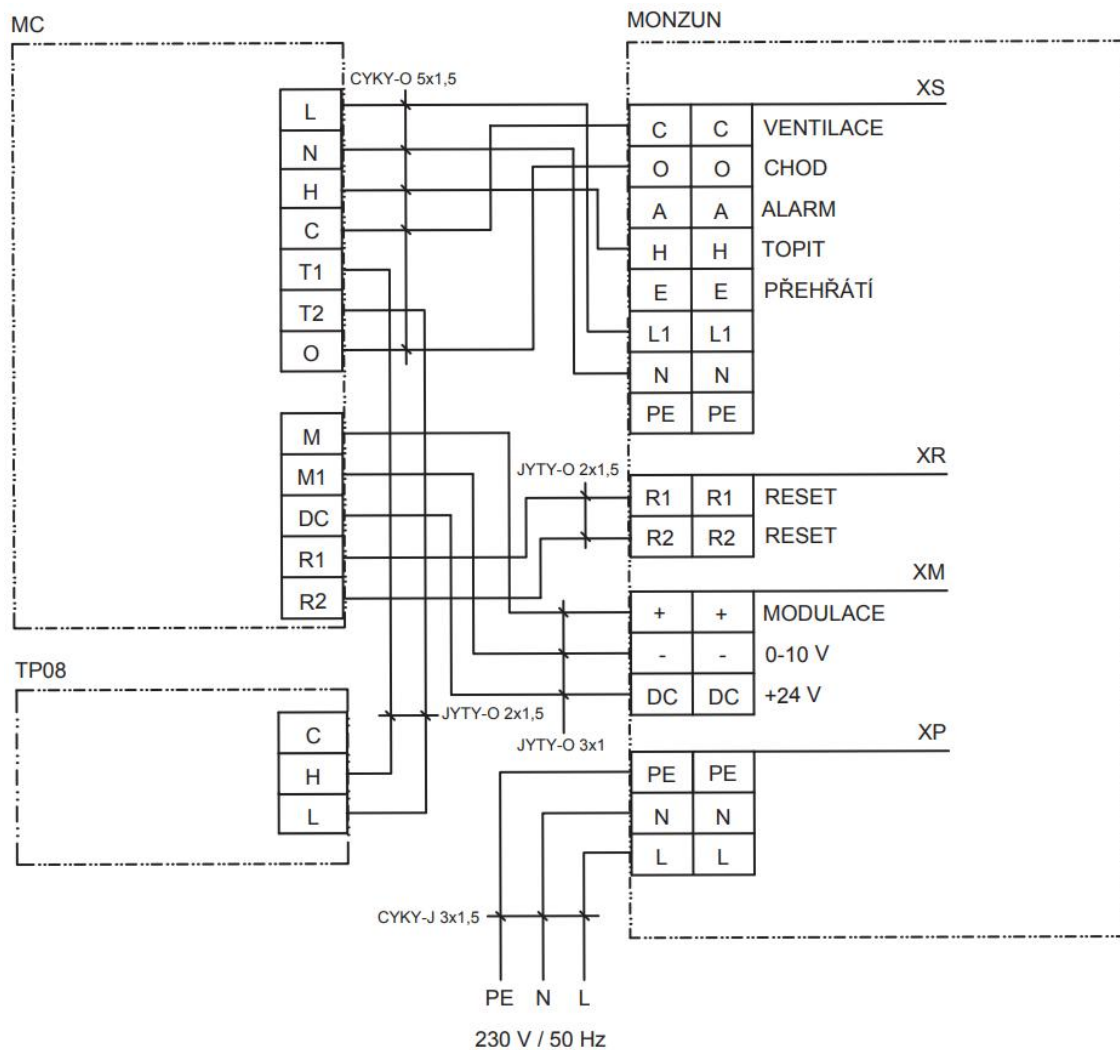 MC
CYKY-O 5x1,5
L
N
H
C
T1
T2
O
M
M1
DC
R1
R2
TP08
C
H
L
MONZUN
XS
C C VENTILACE
O O CHOD
A A ALARM
H H TOPIT
E E PŘEHŘÁTÍ
L1 L1
N N
PE PE
XR
JYTY-O 2x1,5
R1 R1 RESET
R2 R2 RESET
XM
+ + MODULACE
- - 0-10 V
DC DC +24 V
JYTY-O 2x1,5
JYTY-O 3x1
XP
PE PE
N N
L L
CYKY-J 3x1,5
PE N L
230 V / 50 Hz